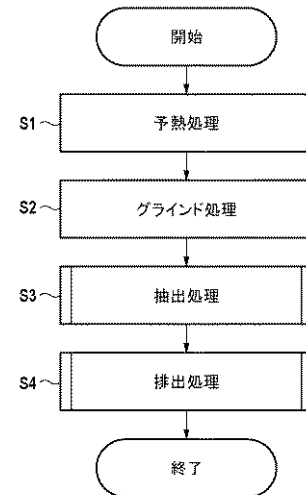 開始
S1 予熱処理
S2 グラインド処理
S3 抽出処理
S4 排出処理
終了